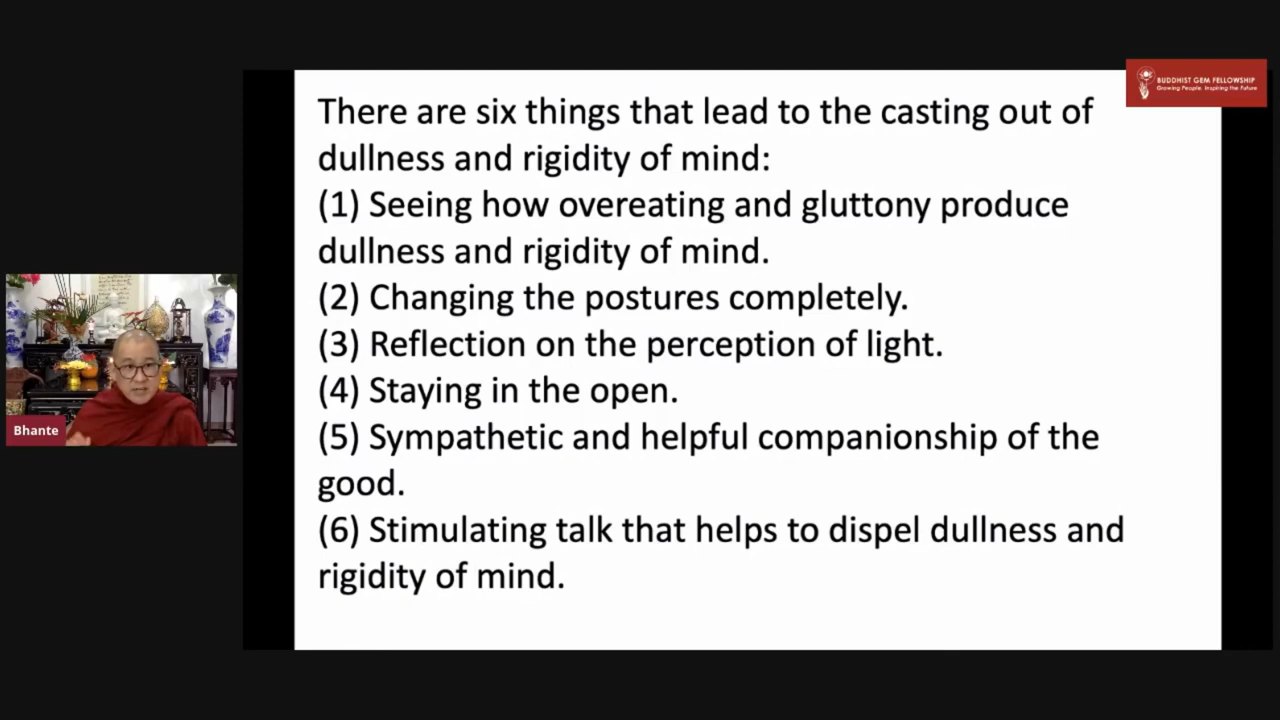 BUDDHIST GEM FELLOWSHIP
Growing People. Inspiring the Future
There are six things that lead to the casting out of
dullness and rigidity of mind:
(1) Seeing how overeating and gluttony produce
dullness and rigidity of mind.
(2) Changing the postures completely.
(3) Reflection on the perception of light.
(4) Staying in the open.
(5) Sympathetic and helpful companionship of the
good.
(6) Stimulating talk that helps to dispel dullness and
rigidity of mind.
Bhante